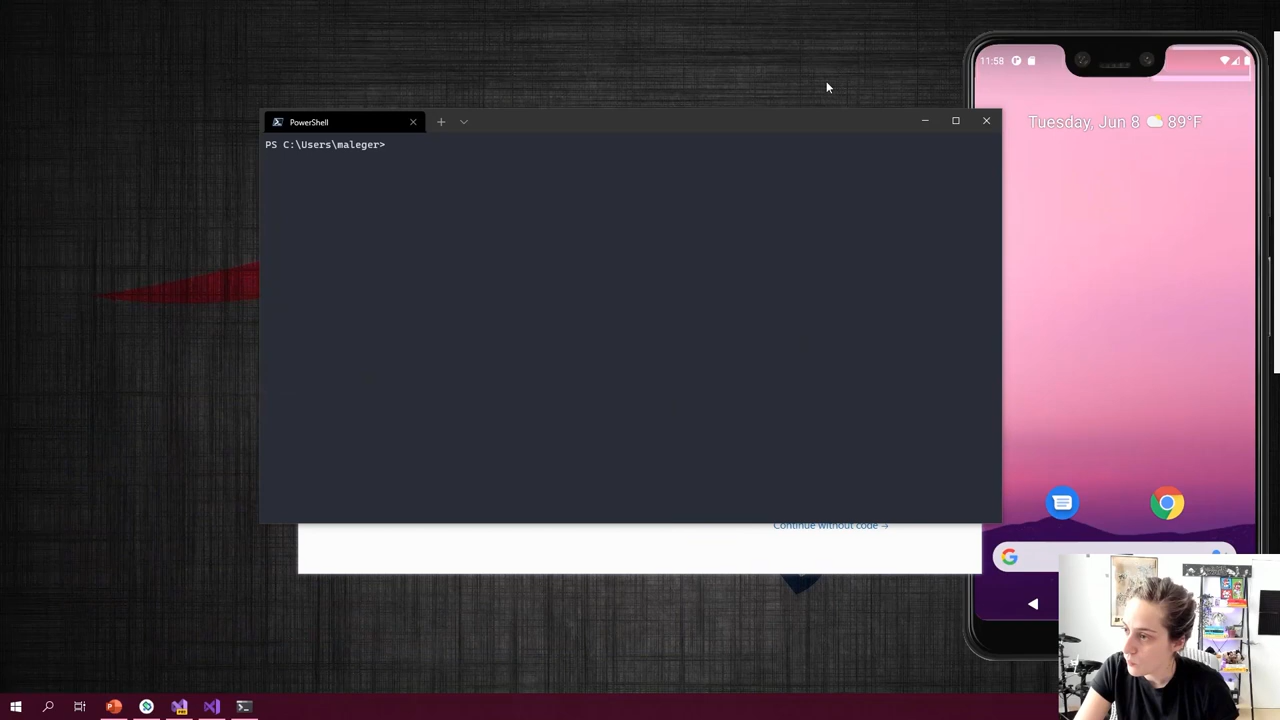 11:58
Tuesday, Jun 8 89°F
PowerShell
PS C:\Users\maleger>
Continue without code →